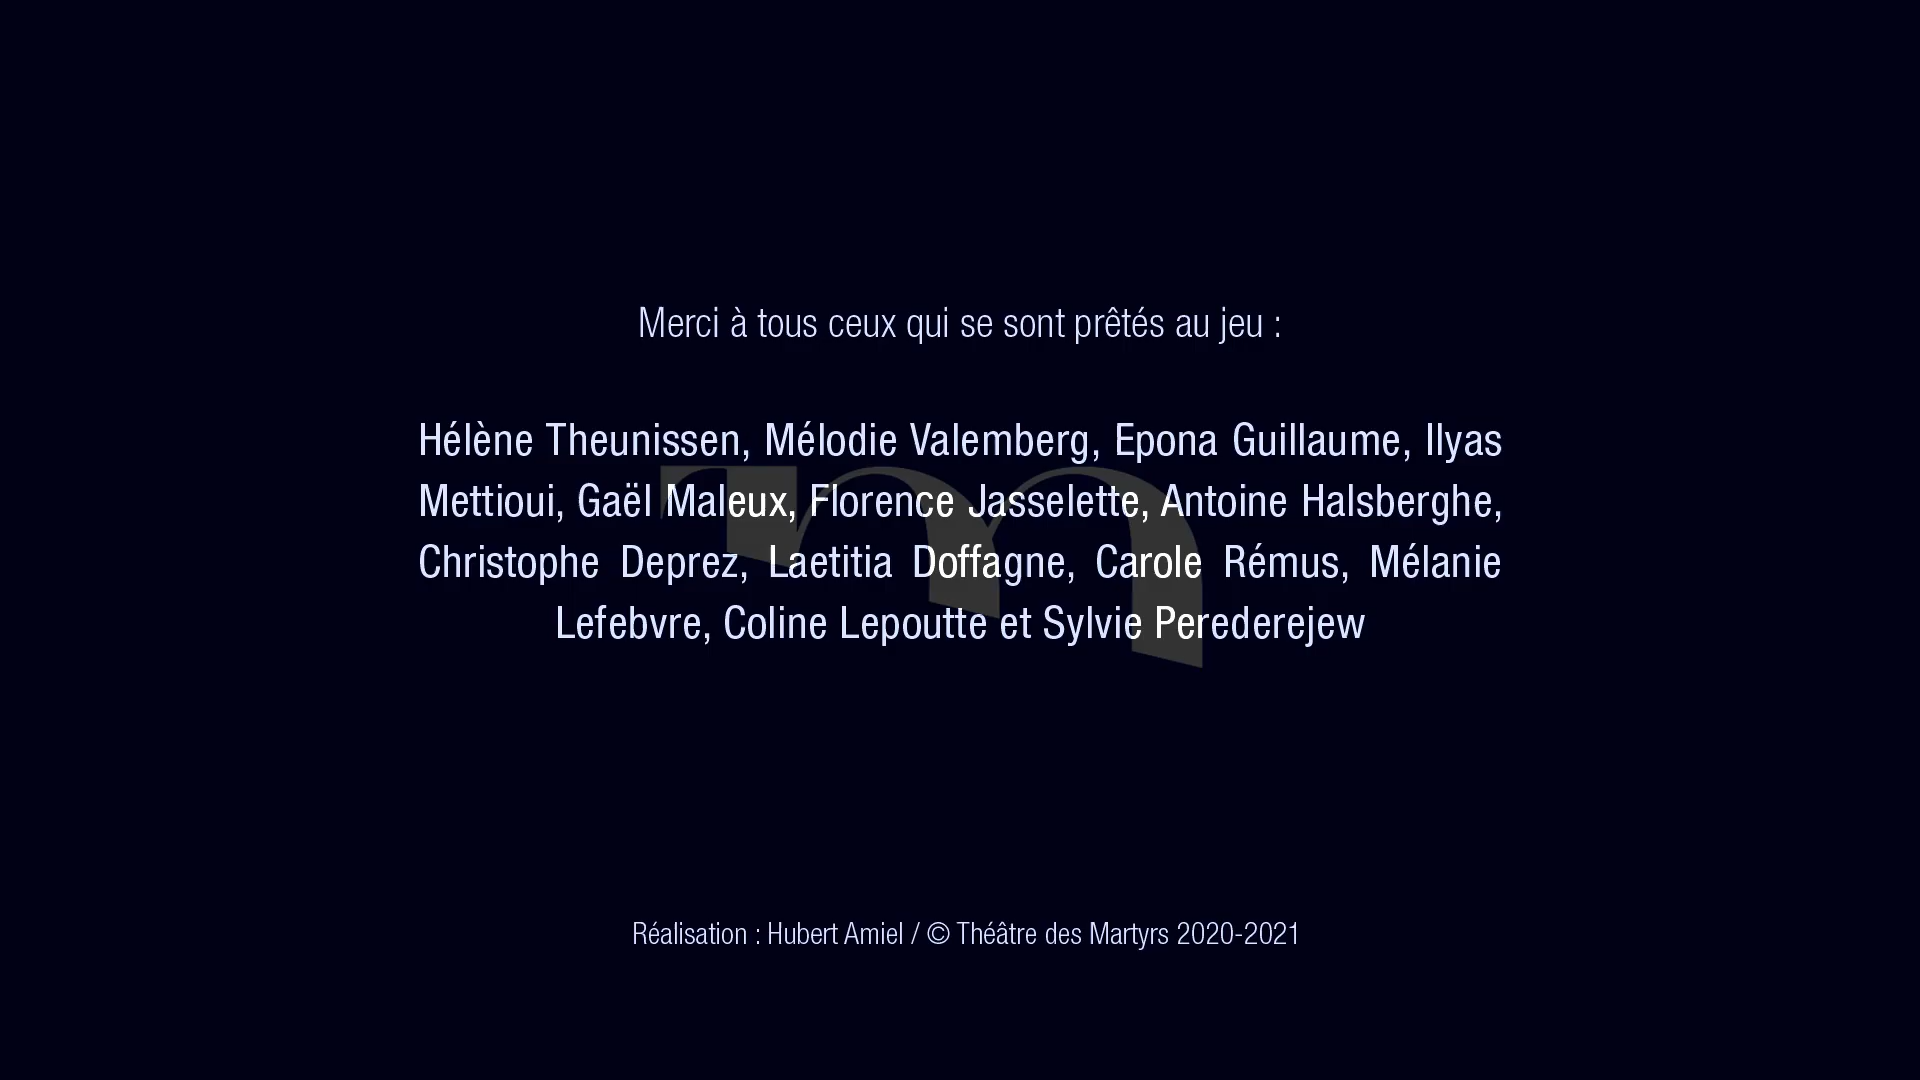 Merci à tous ceux qui se sont prêtés au jeu :
Hélène Theunissen, Mélodie Valemberg, Epona Guillaume, Ilyas
Mettioui, Gaël Maleux, Florence Jasselette, Antoine Halsberghe,
Christophe Deprez, Laetitia Doffagne, Carole Rémus, Mélanie
Lefebvre, Coline Lepoutte et Sylvie Perederejew
Réalisation : Hubert Amiel / © Théâtre des Martyrs 2020-2021